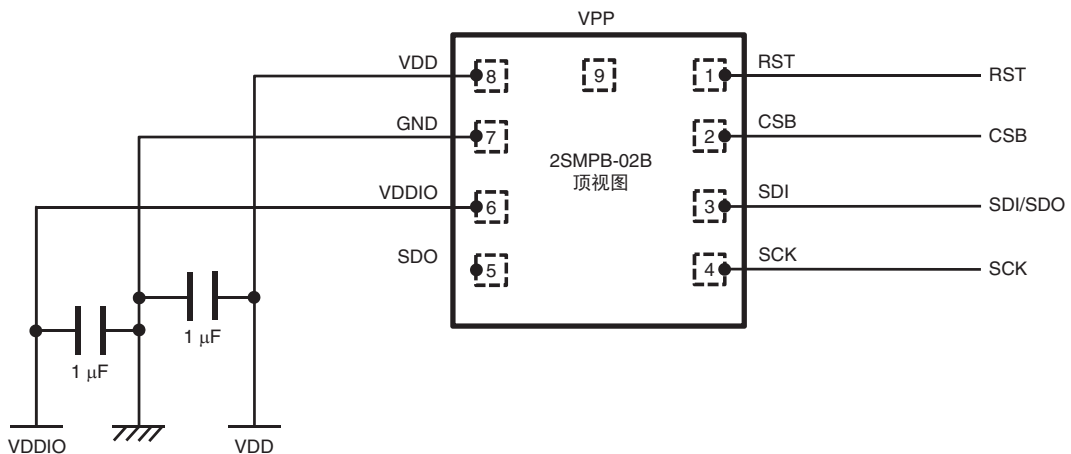 VPP
VDD
8
9
1
RST
RST
GND
7
2
CSB
CSB
2SMPB-02B
顶视图
VDDIO
6
3
SDI
SDI/SDO
SDO
5
4
SCK
SCK
1 μF
1 μF
VDDIO
VDD